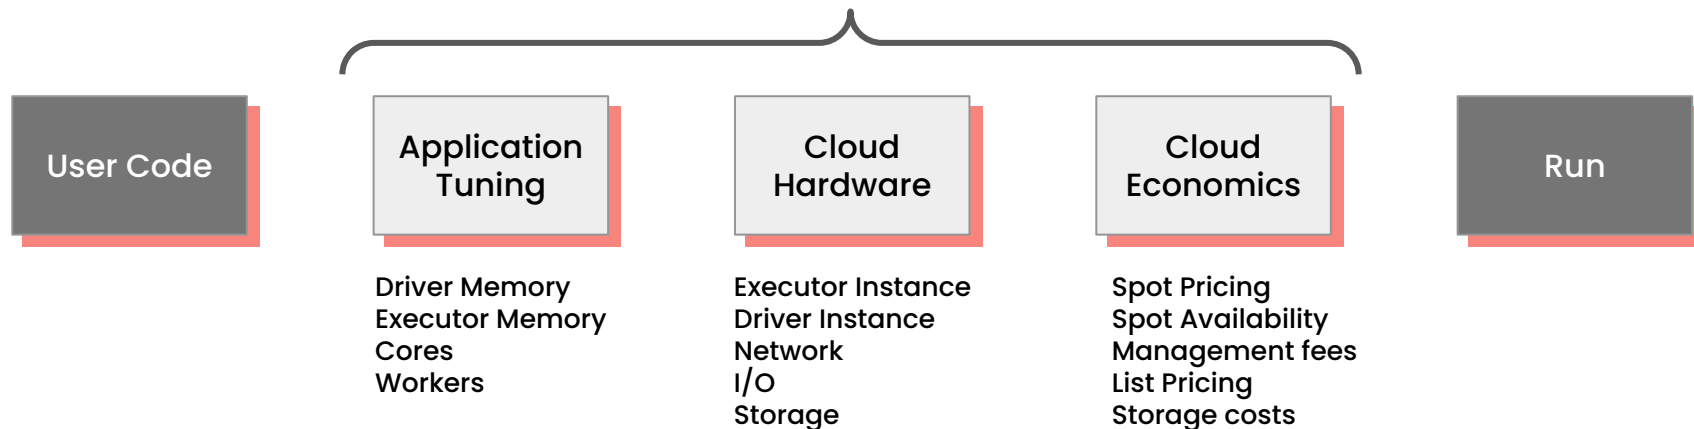 User Code
Application
Tuning
Cloud
Hardware
Cloud
Economics
Run
Driver Memory
Executor Memory
Cores
Workers
Executor Instance
Driver Instance
Network
I/O
Storage
Spot Pricing
Spot Availability
Management fees
List Pricing
Storage costs